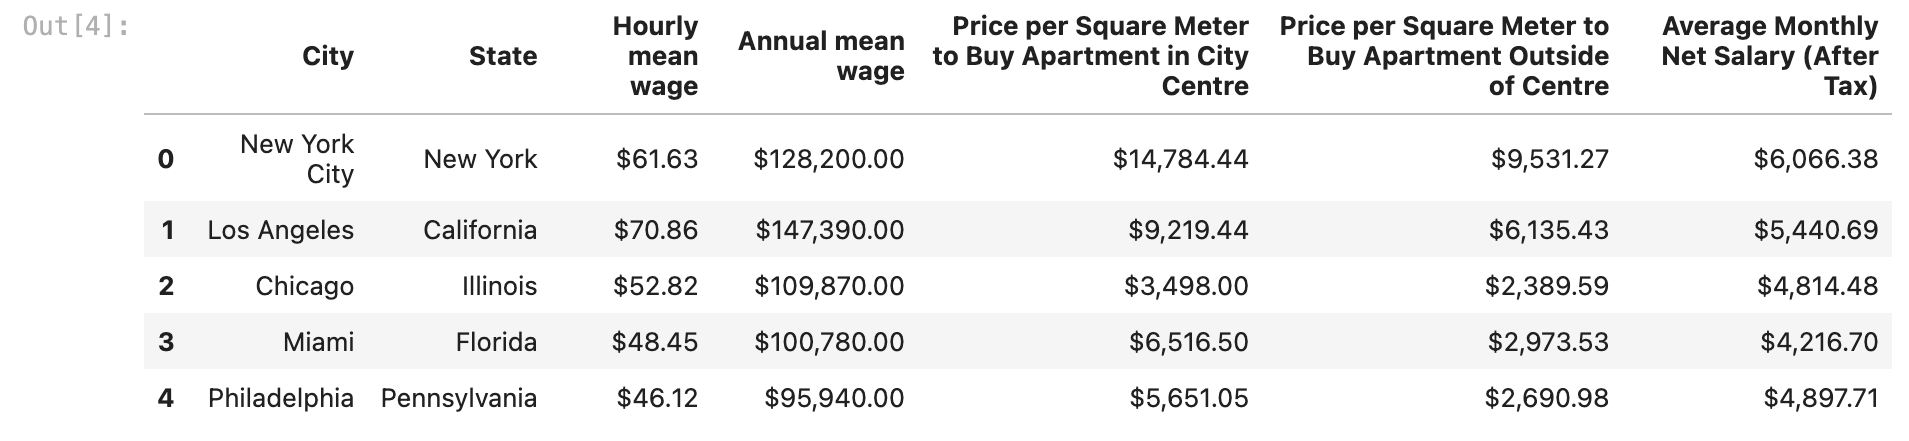 Out[4]:
City State Hourly mean wage Annual mean wage Price per Square Meter to Buy Apartment in City Centre Price per Square Meter to Buy Apartment Outside of Centre Average Monthly Net Salary (After Tax)
0 New York City New York $61.63 $128,200.00 $14,784.44 $9,531.27 $6,066.38
1 Los Angeles California $70.86 $147,390.00 $9,219.44 $6,135.43 $5,440.69
2 Chicago Illinois $52.82 $109,870.00 $3,498.00 $2,389.59 $4,814.48
3 Miami Florida $48.45 $100,780.00 $6,516.50 $2,973.53 $4,216.70
4 Philadelphia Pennsylvania $46.12 $95,940.00 $5,651.05 $2,690.98 $4,897.71